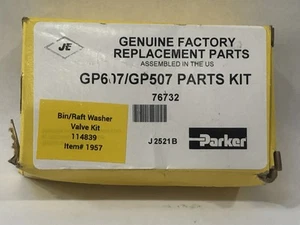 JE
GENUINE FACTORY
REPLACEMENT PARTS
ASSEMBLED IN THE US
GP607/GP507 PARTS KIT
76732
Bin/Raft Washer
Valve Kit
114839
Item# 1957
J2521B
Parker